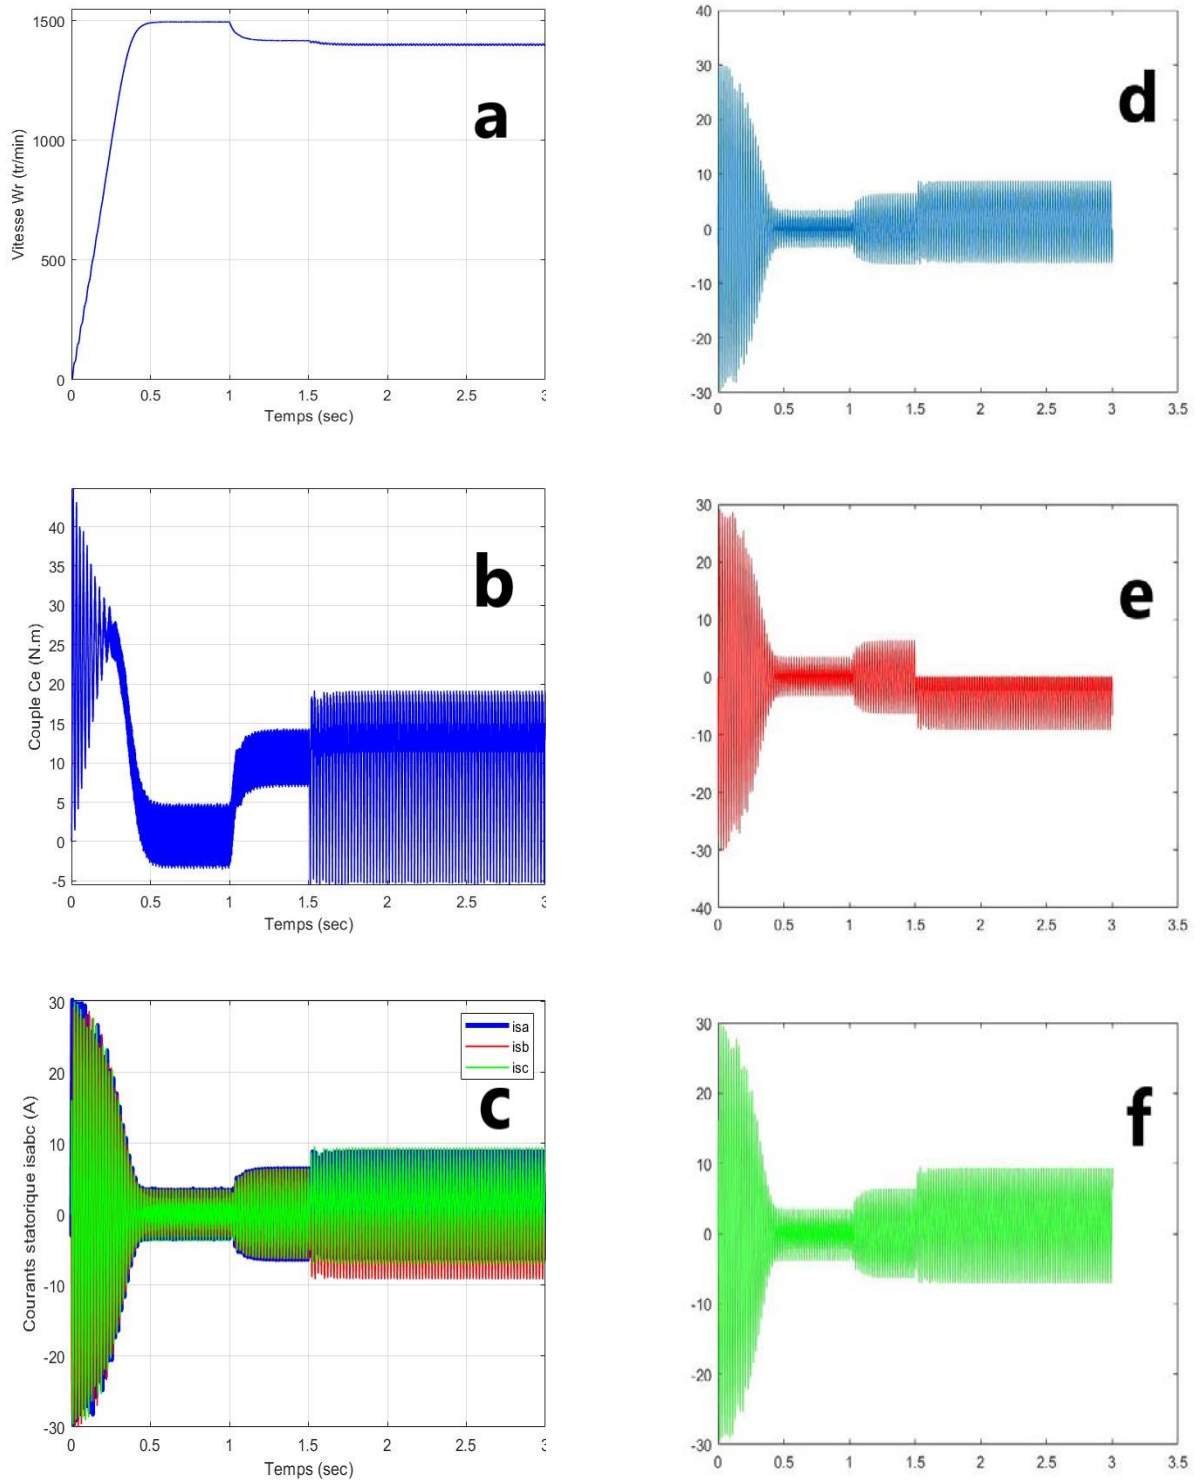 1500
1000
500
0
Vitesse Wr (tr/min)
0 0.5 1 1.5 2 2.5 3
Temps (sec)
a
40
30
20
10
0
-10
-20
-30
0 0.5 1 1.5 2 2.5 3 3.5
d
40
35
30
25
20
15
10
5
0
-5
Couple Ce (N.m)
0 0.5 1 1.5 2 2.5 3
Temps (sec)
b
30
20
10
0
-10
-20
-30
-40
0 0.5 1 1.5 2 2.5 3 3.5
e
30
20
10
0
-10
-20
-30
Courants statorique isabc (A)
0 0.5 1 1.5 2 2.5 3
Temps (sec)
isa
isb
isc
c
30
20
10
0
-10
-20
-30
0 0.5 1 1.5 2 2.5 3 3.5
f